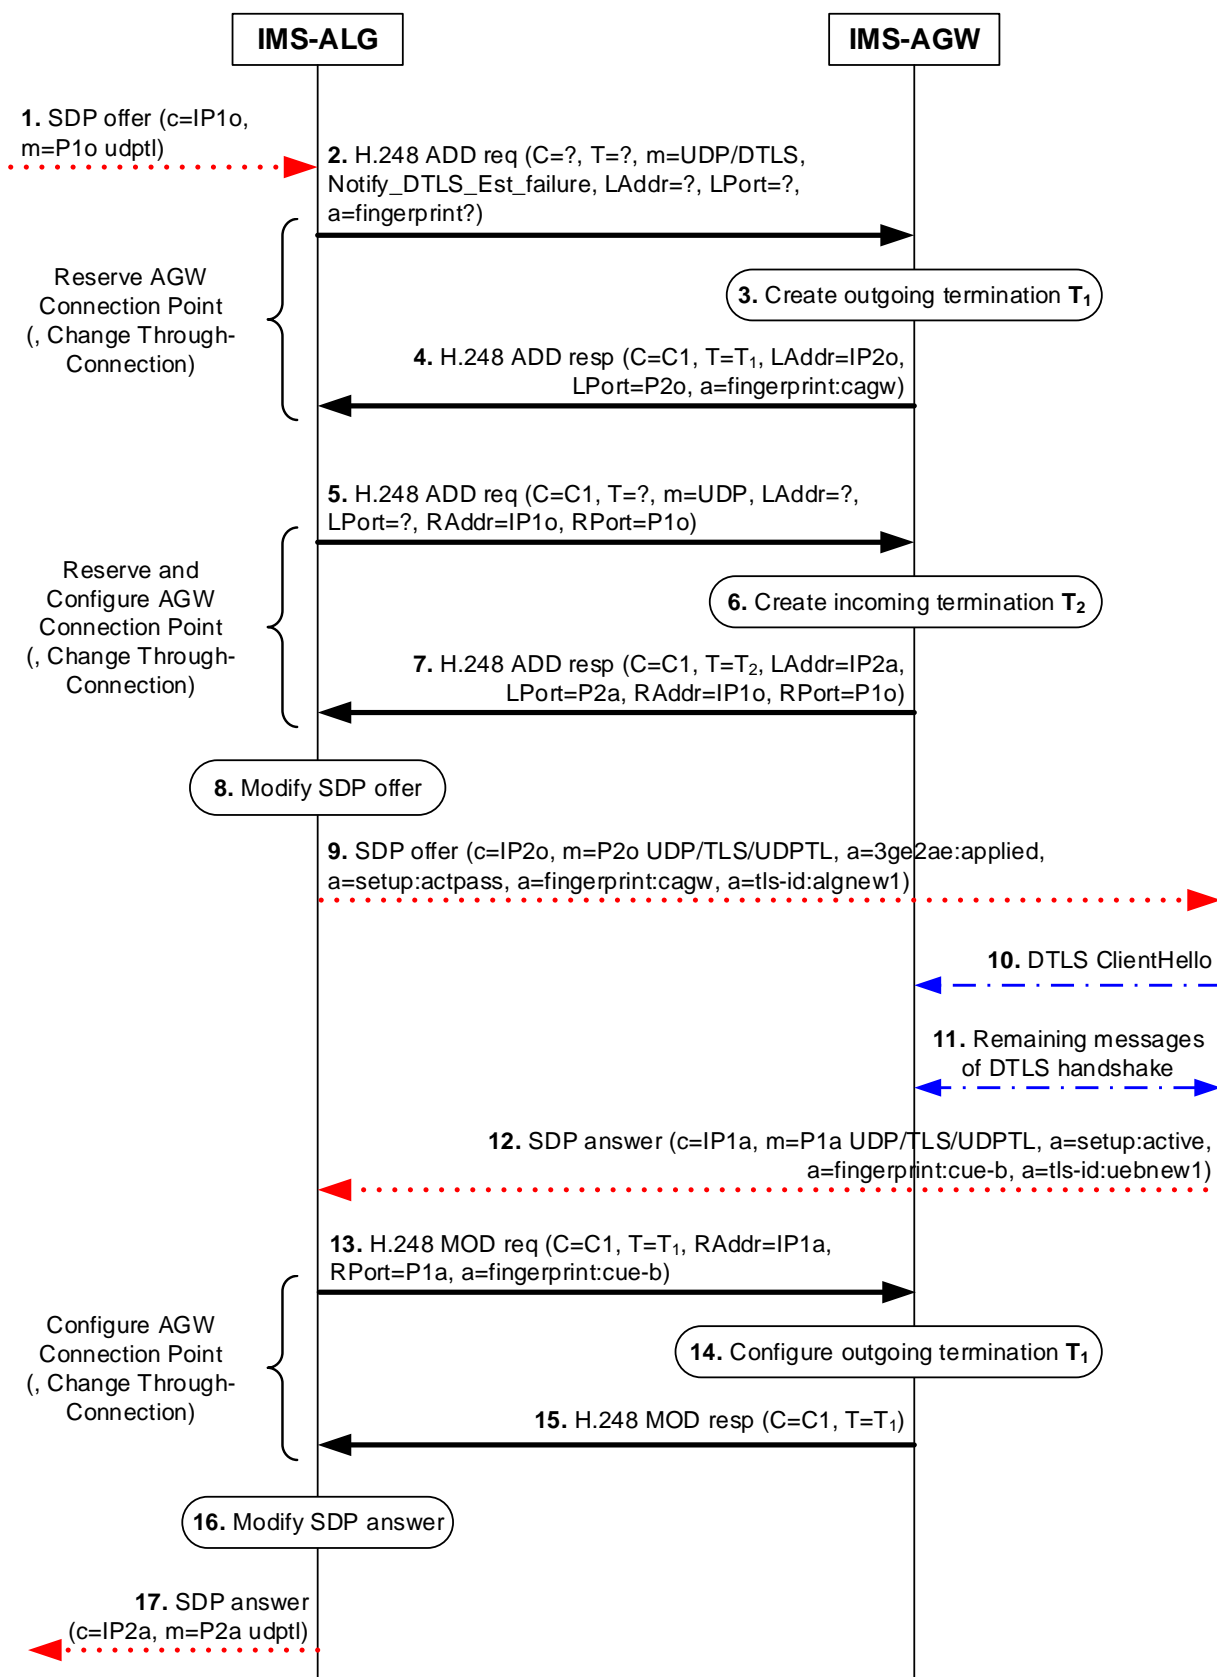 IMS-ALG
IMS-AGW
1. SDP offer (c=IP1o,
m=P1o udptl)
2. H.248 ADD req (C=?, T=?, m=UDP/DTLS,
Notify_DTLS_Est_failure, LAddr=?, LPort=?,
a=fingerprint?)
Reserve AGW
Connection Point
(, Change Through-
Connection)
3. Create outgoing termination T1
4. H.248 ADD resp (C=C1, T=T1, LAddr=IP2o,
LPort=P2o, a=fingerprint:cagw)
5. H.248 ADD req (C=C1, T=?, m=UDP, LAddr=?,
LPort=?, RAddr=IP1o, RPort=P1o)
Reserve and
Configure AGW
Connection Point
(, Change Through-
Connection)
6. Create incoming termination T2
7. H.248 ADD resp (C=C1, T=T2, LAddr=IP2a,
LPort=P2a, RAddr=IP1o, RPort=P1o)
8. Modify SDP offer
9. SDP offer (c=IP2o, m=P2o UDP/TLS/UDPTL, a=3ge2ae:applied,
a=setup:actpass, a=fingerprint:cagw, a=tls-id:algnew1)
10. DTLS ClientHello
11. Remaining messages
of DTLS handshake
12. SDP answer (c=IP1a, m=P1a UDP/TLS/UDPTL, a=setup:active,
a=fingerprint:cue-b, a=tls-id:uebnew1)
13. H.248 MOD req (C=C1, T=T1, RAddr=IP1a,
RPort=P1a, a=fingerprint:cue-b)
Configure AGW
Connection Point
(, Change Through-
Connection)
14. Configure outgoing termination T1
15. H.248 MOD resp (C=C1, T=T1)
16. Modify SDP answer
17. SDP answer
(c=IP2a, m=P2a udptl)